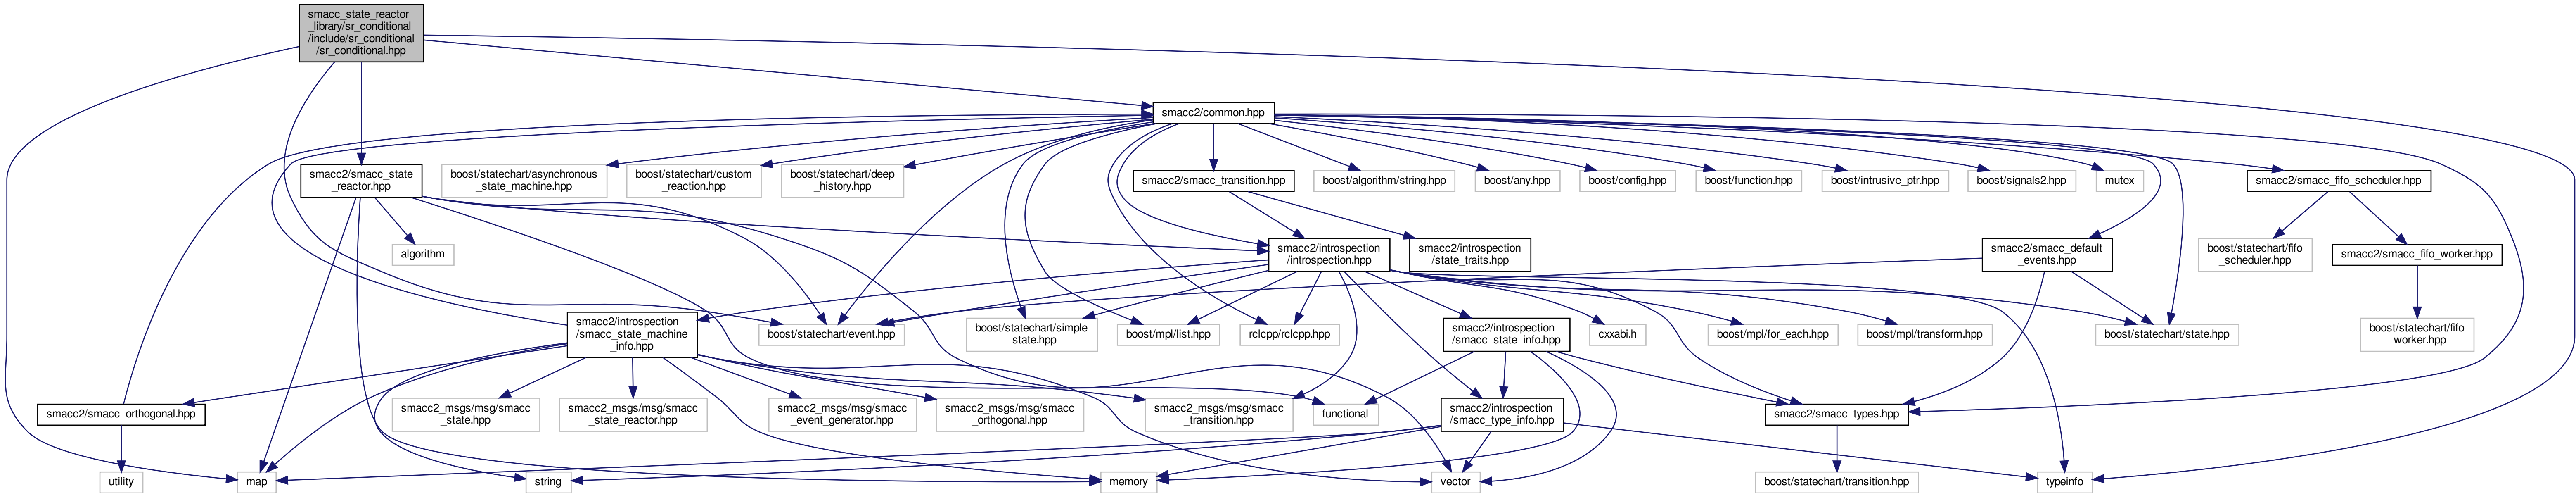 smacc_state_reactor
_library/sr_conditional
/include/sr_conditional
/sr_conditional.hpp
smacc2/common.hpp
smacc2/smacc_state
_reactor.hpp
boost/statechart/asynchronous
_state_machine.hpp
boost/statechart/custom
_reaction.hpp
boost/statechart/deep
_history.hpp
smacc2/smacc_transition.hpp
boost/algorithm/string.hpp
boost/any.hpp
boost/config.hpp
boost/function.hpp
boost/intrusive_ptr.hpp
boost/signals2.hpp
mutex
smacc2/smacc_fifo_scheduler.hpp
algorithm
smacc2/introspection
/introspection.hpp
smacc2/introspection
/state_traits.hpp
smacc2/smacc_default
_events.hpp
boost/statechart/fifo
_scheduler.hpp
smacc2/smacc_fifo_worker.hpp
smacc2/introspection
/smacc_state_machine
_info.hpp
boost/statechart/event.hpp
boost/statechart/simple
_state.hpp
boost/mpl/list.hpp
rclcpp/rclcpp.hpp
smacc2/introspection
/smacc_state_info.hpp
cxxabi.h
boost/mpl/for_each.hpp
boost/mpl/transform.hpp
boost/statechart/state.hpp
boost/statechart/fifo
_worker.hpp
smacc2/smacc_orthogonal.hpp
smacc2_msgs/msg/smacc
_state.hpp
smacc2_msgs/msg/smacc
_state_reactor.hpp
smacc2_msgs/msg/smacc
_event_generator.hpp
smacc2_msgs/msg/smacc
_orthogonal.hpp
smacc2_msgs/msg/smacc
_transition.hpp
functional
smacc2/introspection
/smacc_type_info.hpp
smacc2/smacc_types.hpp
utility
map
string
memory
vector
boost/statechart/transition.hpp
typeinfo